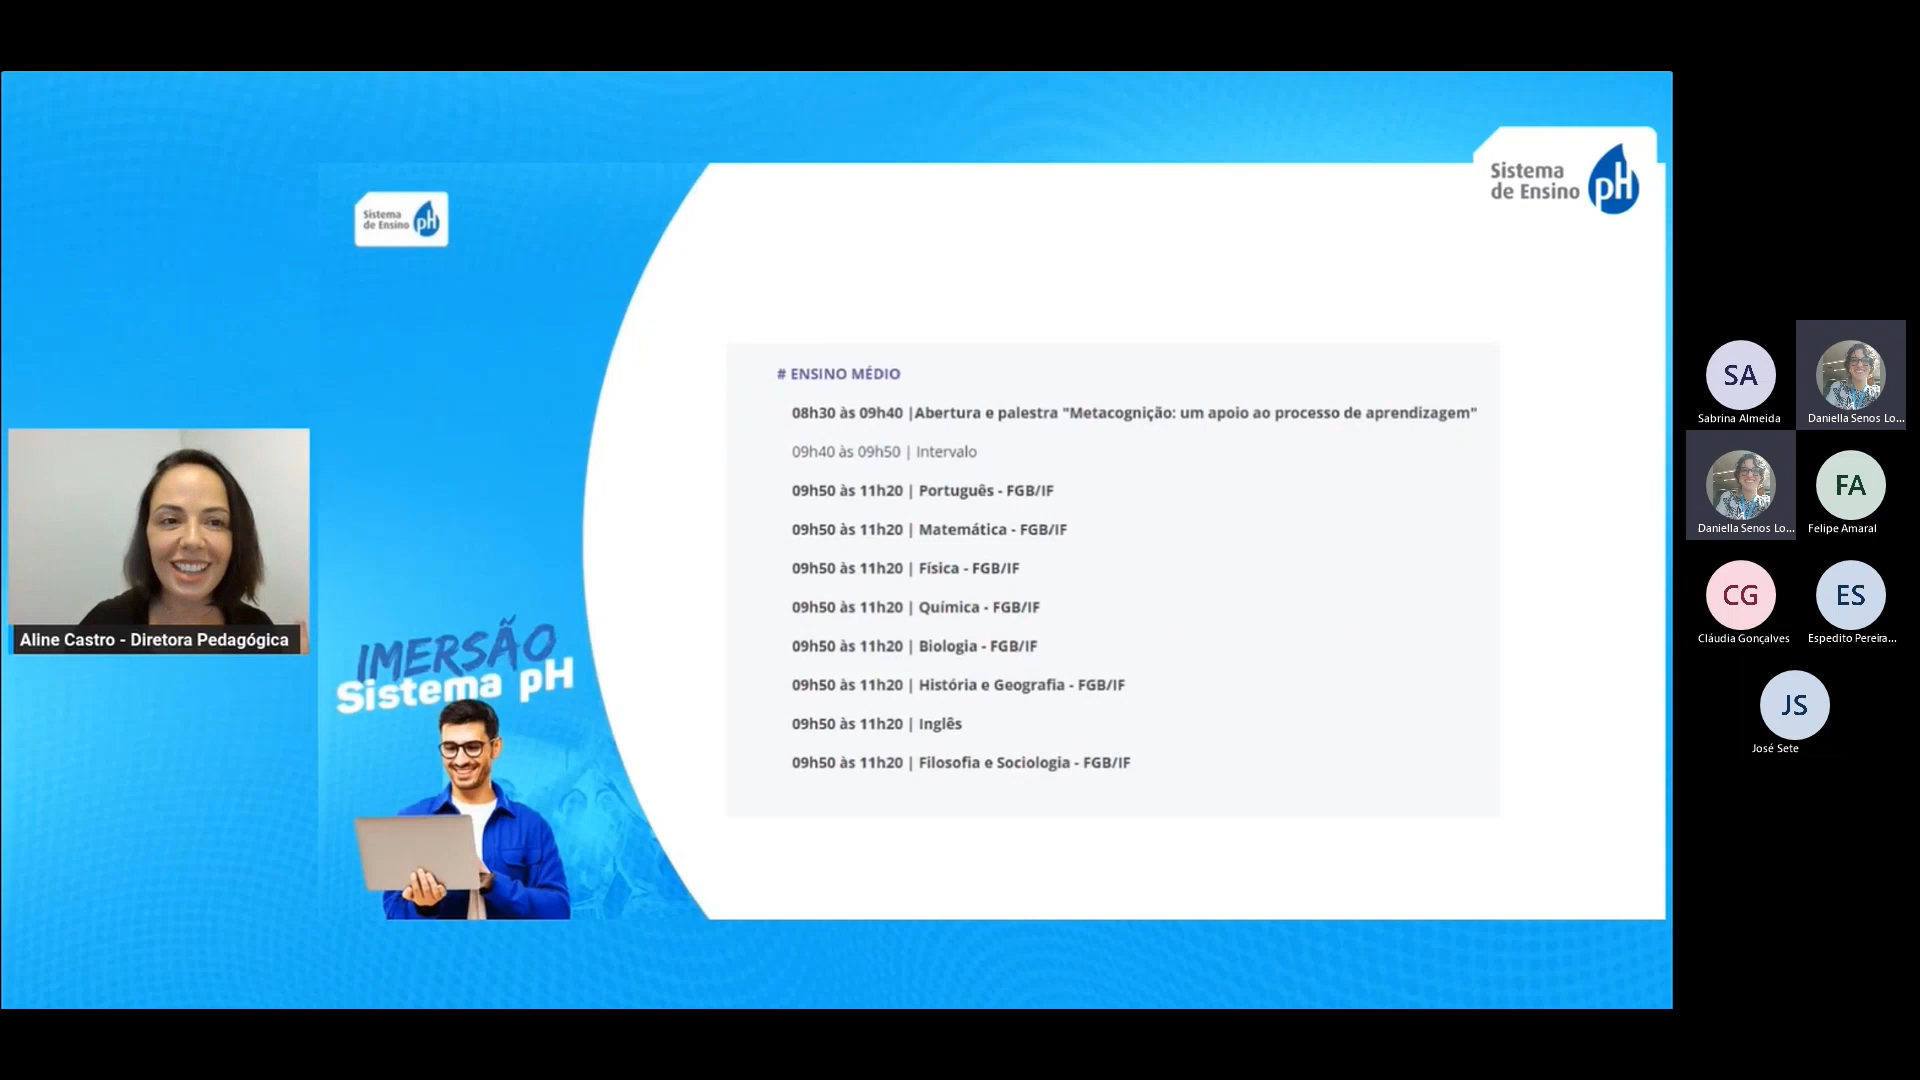 Sistema
de Ensino pH
Sistema
de Ensino pH
# ENSINO MÉDIO
08h30 às 09h40 |Abertura e palestra "Metacognição: um apoio ao processo de aprendizagem"
09h40 às 09h50 | Intervalo
09h50 às 11h20 | Português - FGB/IF
09h50 às 11h20 | Matemática - FGB/IF
09h50 às 11h20 | Física - FGB/IF
09h50 às 11h20 | Química - FGB/IF
09h50 às 11h20 | Biologia - FGB/IF
09h50 às 11h20 | História e Geografia - FGB/IF
09h50 às 11h20 | Inglês
09h50 às 11h20 | Filosofia e Sociologia - FGB/IF
Aline Castro - Diretora Pedagógica
IMERSÃO
Sistema pH
SA
Sabrina Almeida
Daniella Senos Lo...
Daniella Senos Lo...
FA
Felipe Amaral
CG
Cláudia Gonçalves
ES
Espedito Pereira...
JS
José Sete